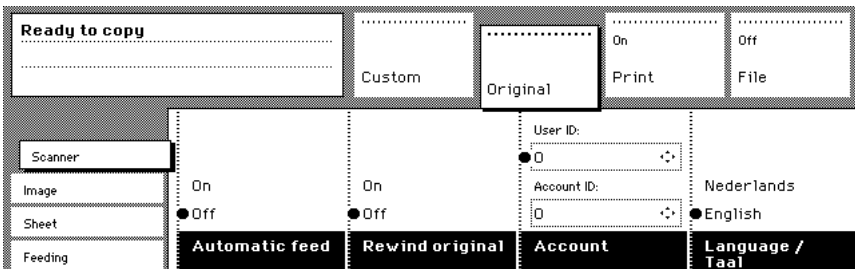 Ready to copy
Custom
Original
On
Print
Off
File
Scanner
Image
Sheet
Feeding
On
Off
Automatic feed
On
Off
Rewind original
User ID:
0
Account ID:
0
Account
Nederlands
English
Language /
Taal